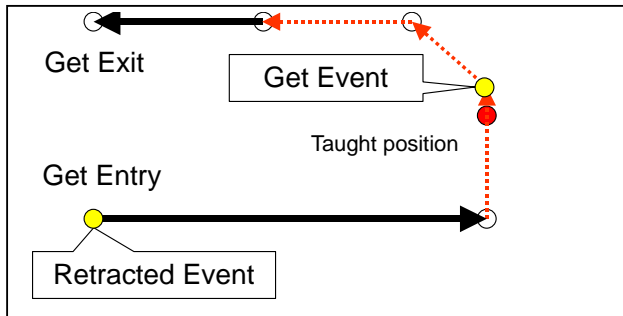 Get Exit
Get Event
Taught position
Get Entry
Retracted Event